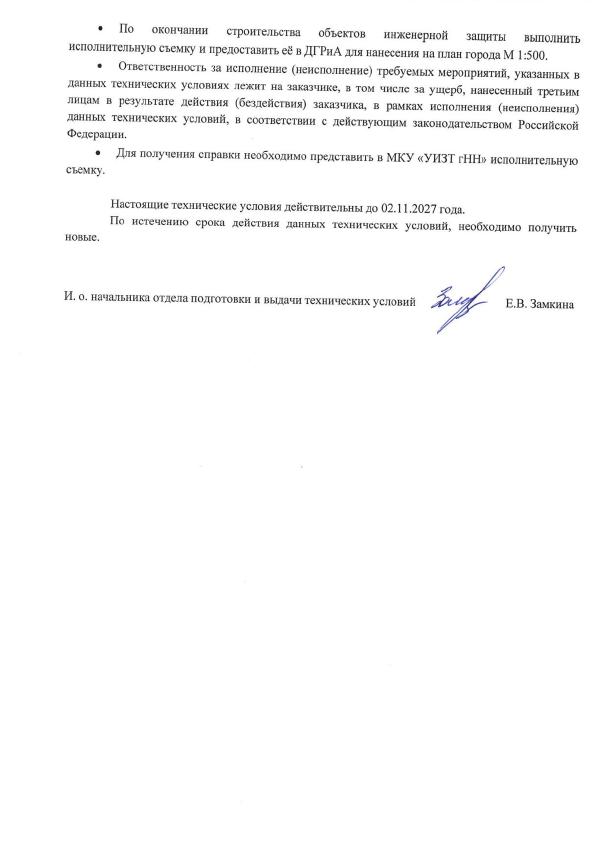 • По окончании строительства объектов инженерной защиты выполнить
исполнительную съемку и предоставить её в ДГРиА для нанесения на план города М 1:500.
• Ответственность за исполнение (неисполнение) требуемых мероприятий, указанных в
данных технических условиях лежит на заказчике, в том числе за ущерб, нанесенный третьим
лицам в результате действия (бездействия) заказчика, в рамках исполнения (неисполнения)
данных технических условий, в соответствии с действующим законодательством Российской
Федерации.
• Для получения справки необходимо представить в МКУ «УИЗТ гНН» исполнительную
съемку.
Настоящие технические условия действительны до 02.11.2027 года.
По истечению срока действия данных технических условий, необходимо получить
новые.
И. о. начальника отдела подготовки и выдачи технических условий Е.В. Замкина